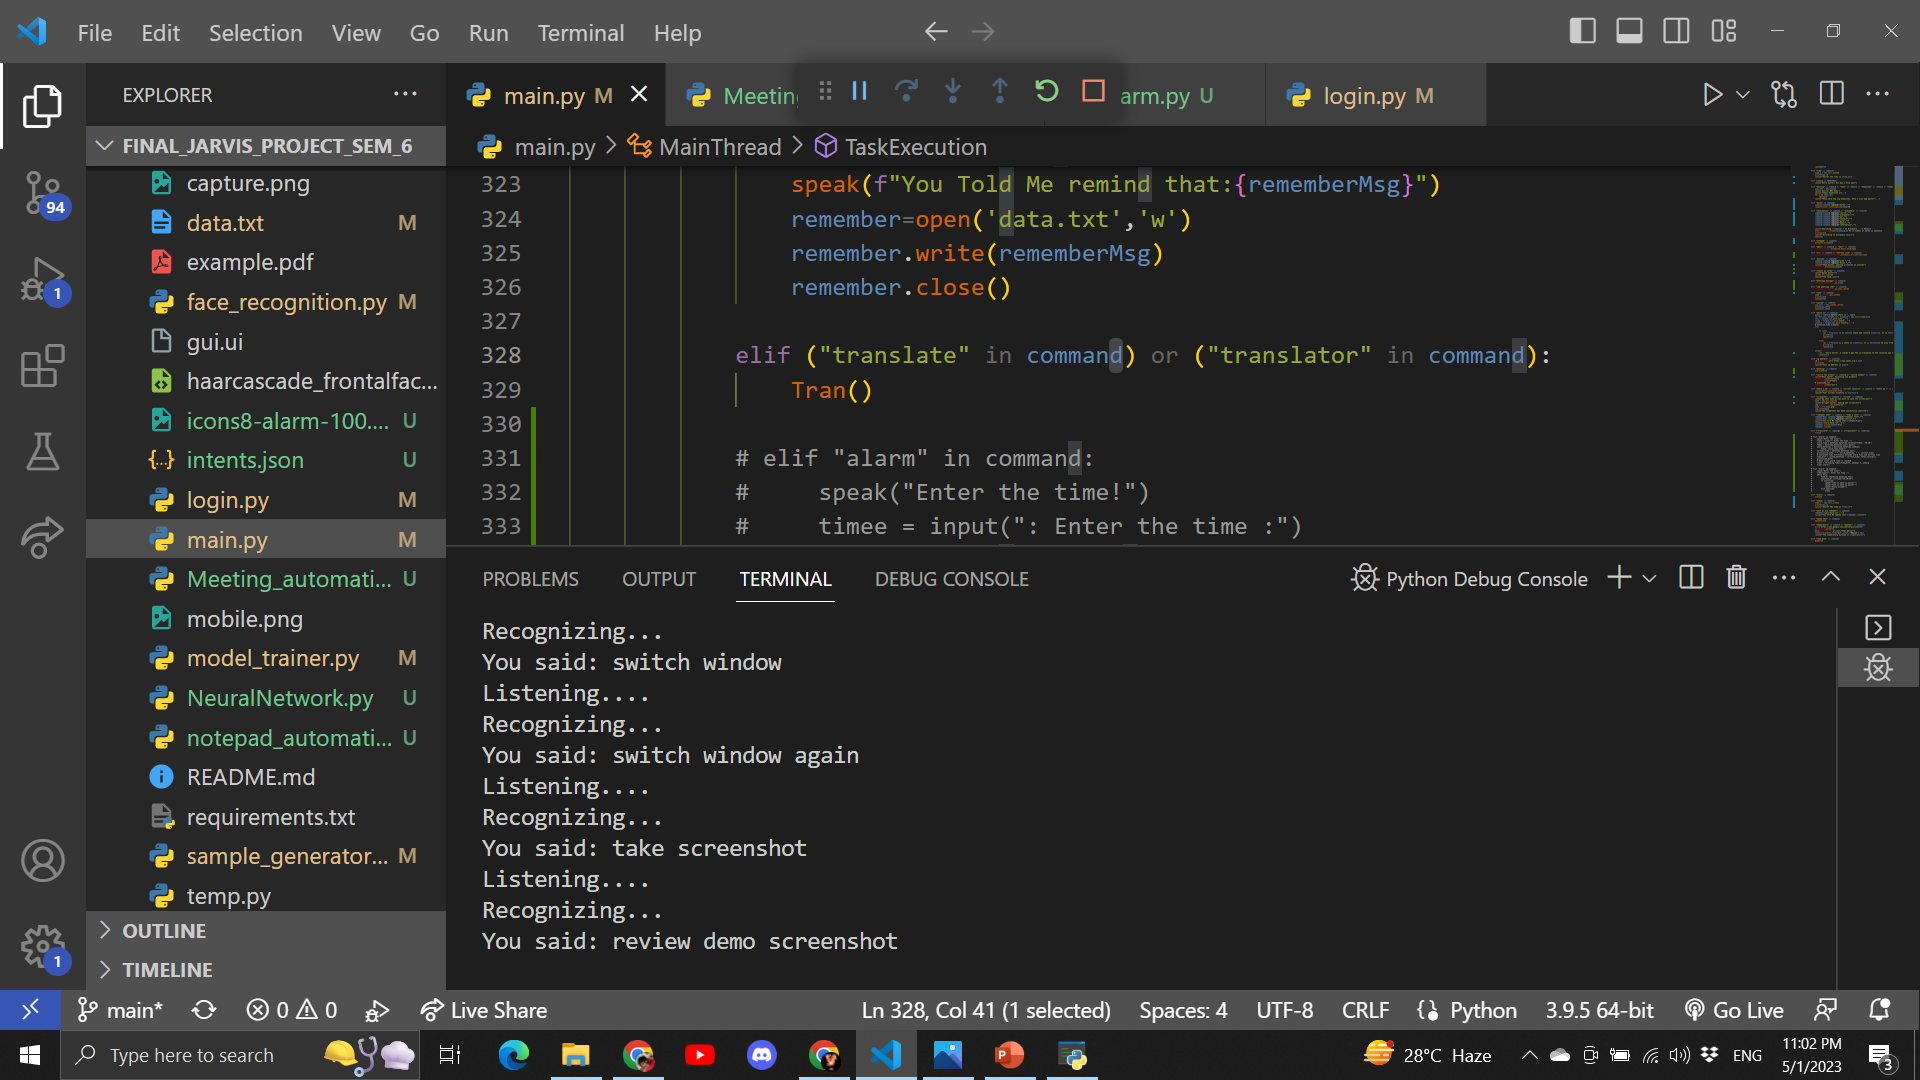 File Edit Selection View Go Run Terminal Help
EXPLORER
FINAL_JARVIS_PROJECT_SEM_6
capture.png
data.txt M
example.pdf
face_recognition.py M
gui.ui
haarcascade_frontalfac...
icons8-alarm-100.... U
intents.json U
login.py M
main.py M
Meeting_automati... U
mobile.png
model_trainer.py M
NeuralNetwork.py U
notepad_automati... U
README.md
requirements.txt
sample_generator... M
temp.py
OUTLINE
TIMELINE
94
1
1
main.py M
Meetin
arm.py U
login.py M
main.py > MainThread > TaskExecution
323 speak(f"You Told Me remind that:{rememberMsg}")
324 remember=open('data.txt','w')
325 remember.write(rememberMsg)
326 remember.close()
327
328 elif ("translate" in command) or ("translator" in command):
329 Tran()
330
331 # elif "alarm" in command:
332 # speak("Enter the time!")
333 # timee = input(": Enter the time :")
PROBLEMS OUTPUT TERMINAL DEBUG CONSOLE
Python Debug Console
Recognizing...
You said: switch window
Listening....
Recognizing...
You said: switch window again
Listening....
Recognizing...
You said: take screenshot
Listening....
Recognizing...
You said: review demo screenshot
main* 0 0 Live Share Ln 328, Col 41 (1 selected) Spaces: 4 UTF-8 CRLF Python 3.9.5 64-bit Go Live
Type here to search
28°C Haze
ENG
11:02 PM
5/1/2023
3